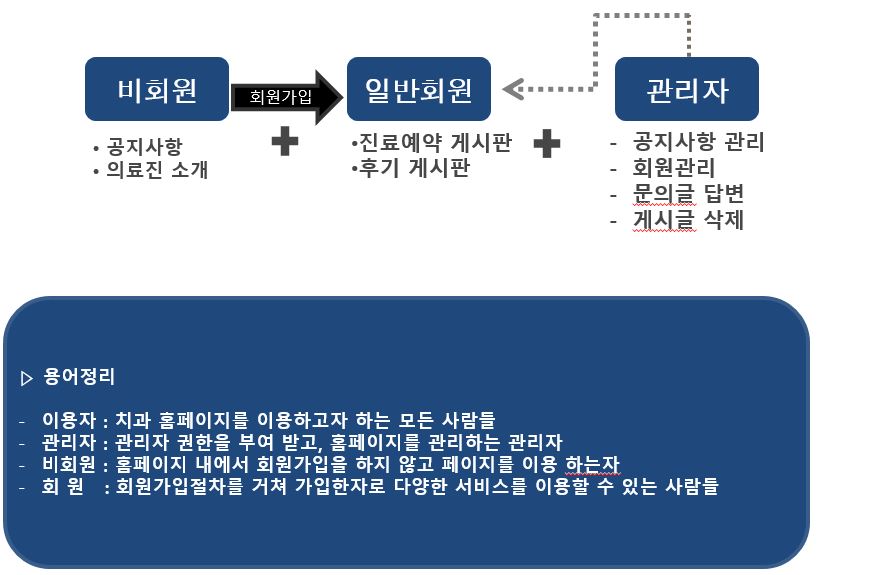 비회원
회원가입
일반회원
관리자
• 공지사항
• 의료진 소개
•진료예약 게시판
•후기 게시판
- 공지사항 관리
- 회원관리
- 문의글 답변
- 게시글 삭제
▷ 용어정리
- 이용자 : 치과 홈페이지를 이용하고자 하는 모든 사람들
- 관리자 : 관리자 권한을 부여 받고, 홈페이지를 관리하는 관리자
- 비회원 : 홈페이지 내에서 회원가입을 하지 않고 페이지를 이용 하는자
- 회 원 : 회원가입절차를 거쳐 가입한자로 다양한 서비스를 이용할 수 있는 사람들